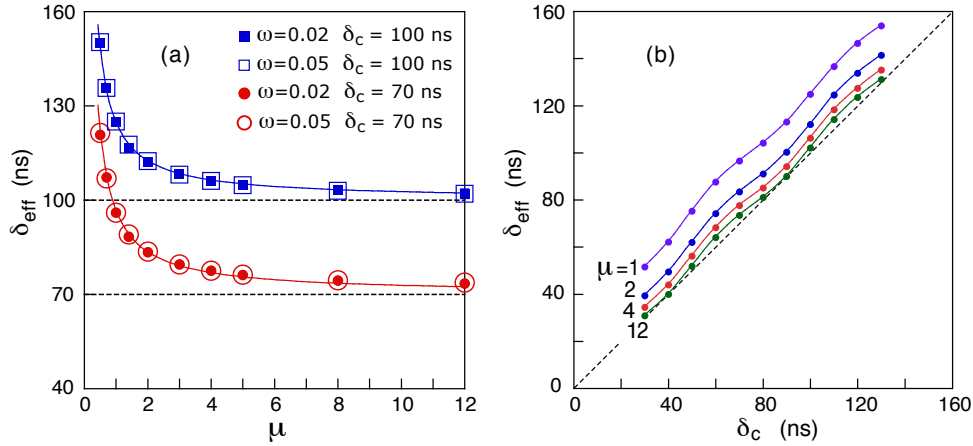 (a)
ω=0.02 δc = 100 ns
ω=0.05 δc = 100 ns
ω=0.02 δc = 70 ns
ω=0.05 δc = 70 ns
160
130
100
70
40
δeff (ns)
0
2
4
6
8
10
12
μ
(b)
160
120
80
40
0
δeff (ns)
μ=1
2
4
12
0
40
80
120
160
δc (ns)